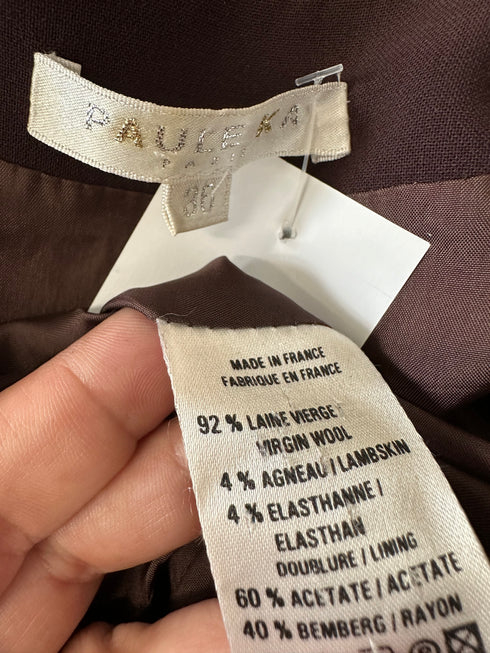 PAULE KA
PARIS
36
MADE IN FRANCE
FABRIQUE EN FRANCE
92 % LAINE VIERGE
VIRGIN WOOL
4 % AGNEAU / LAMBSKIN
4 % ELASTHANNE /
ELASTHAN
DOUBLURE / LINING
60 % ACETATE / ACETATE
40 % BEMBERG / RAYON